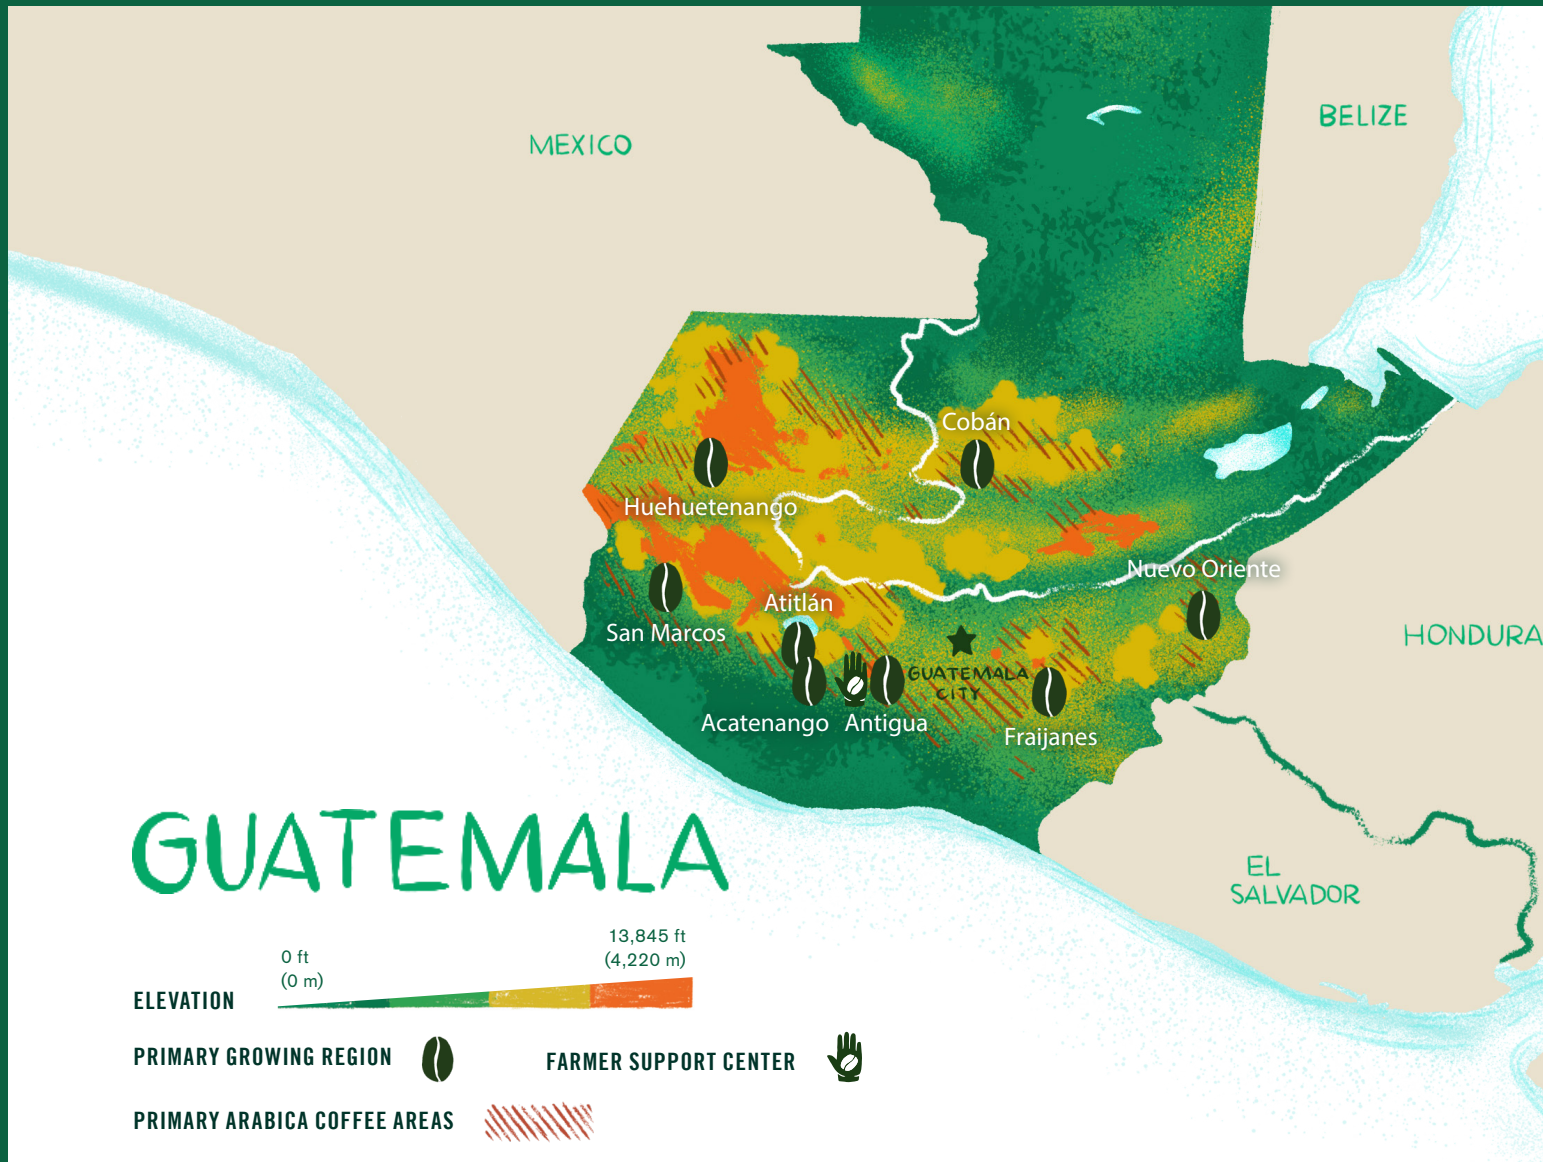 MEXICO
BELIZE
Cobán
Huehuetenango
Nuevo Oriente
Atitlán
San Marcos
HONDURA
GUATEMALA
CITY
Acatenango
Antigua
Fraijanes
GUATEMALA
EL
SALVADOR
0 ft
(0 m)
13,845 ft
(4,220 m)
ELEVATION
PRIMARY GROWING REGION
FARMER SUPPORT CENTER
PRIMARY ARABICA COFFEE AREAS